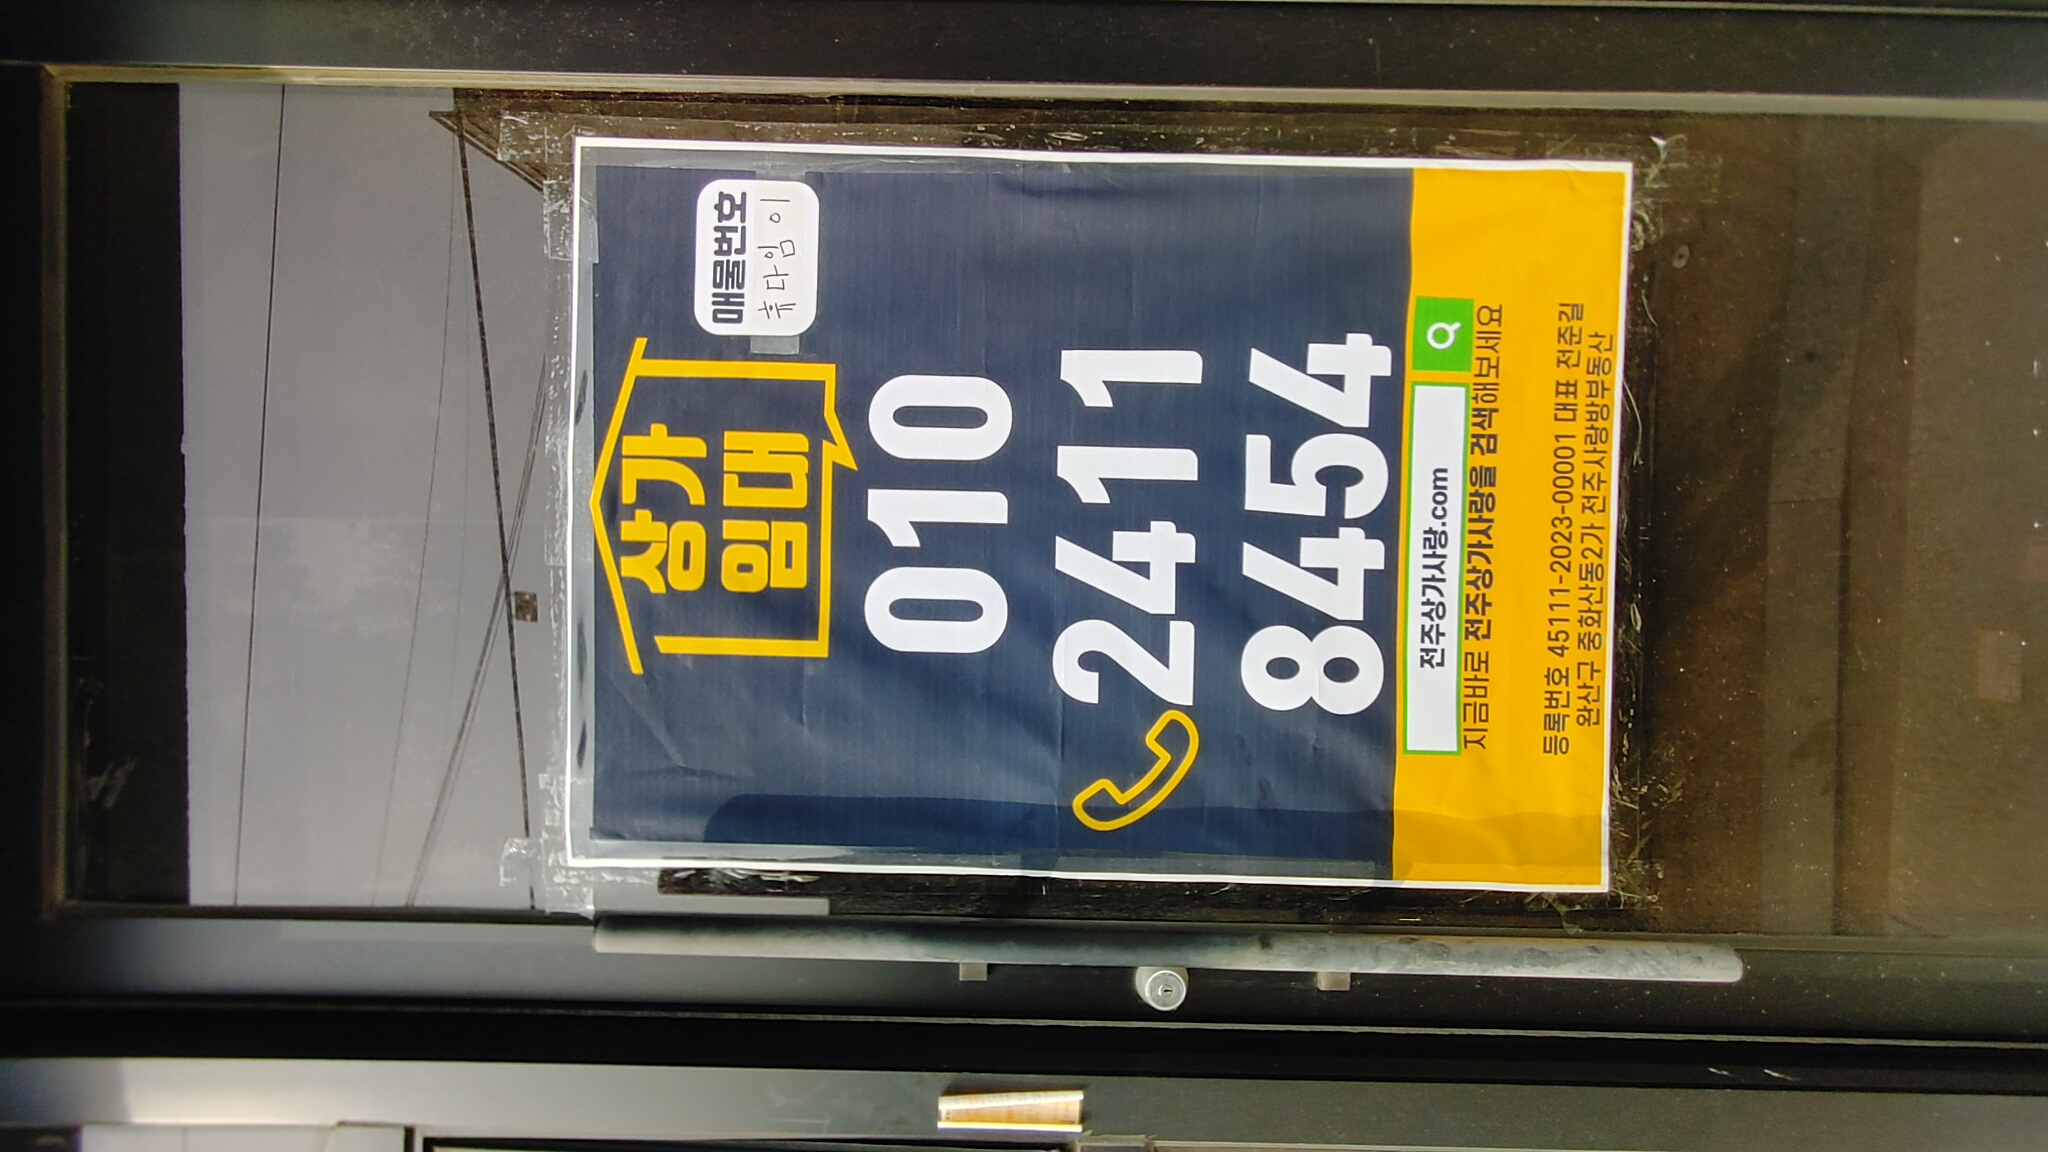 매물번호
휴다임이
상가
임대
010
2411
8454
전주상가사랑.com
지금바로 전주상가사랑을 검색해보세요
등록번호 45111-2023-00001 대표 전준길
완산구 중화산동2가 전주사랑방부동산